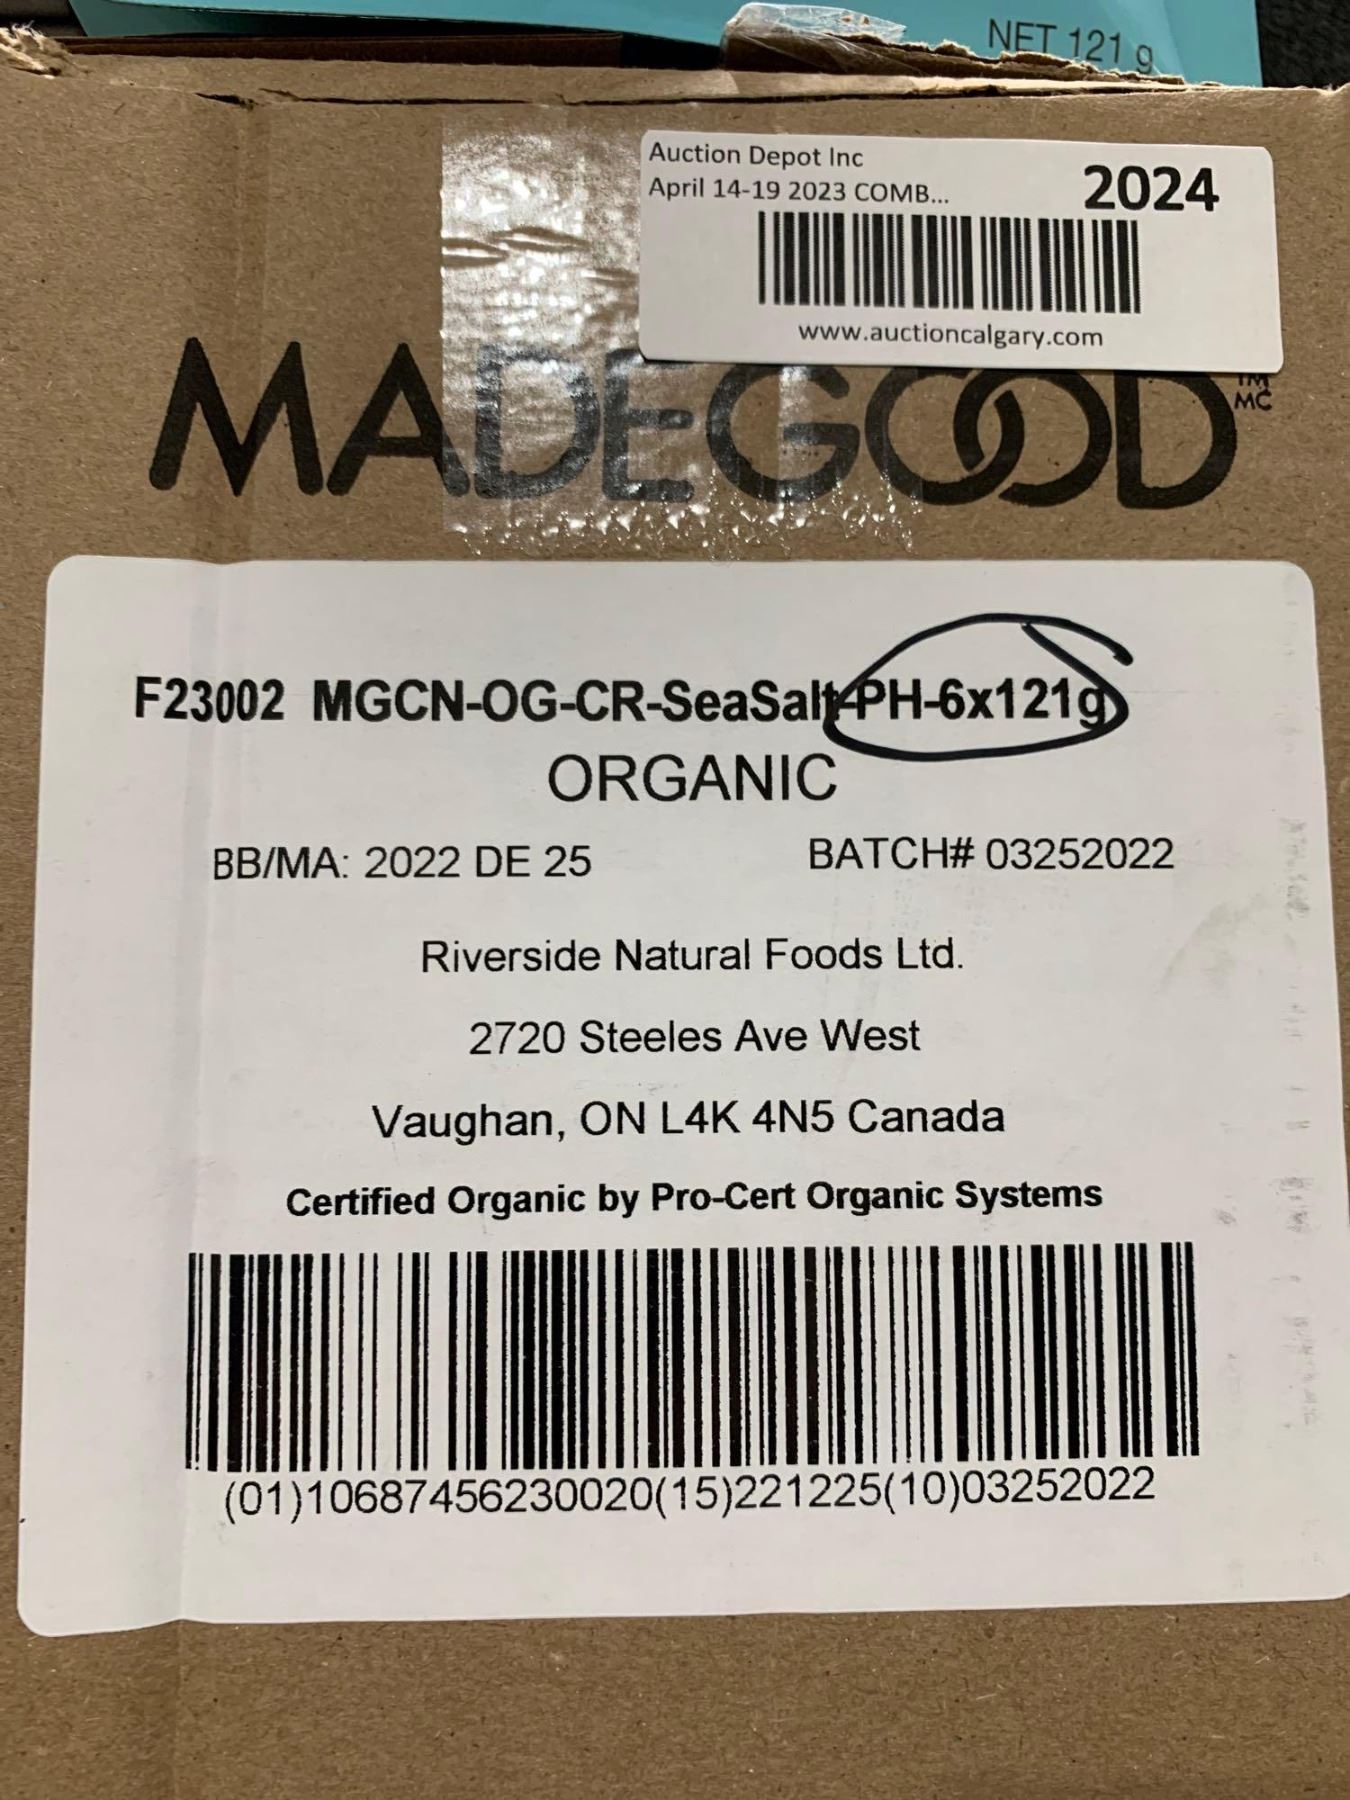 NET 121 g
Auction Depot Inc
April 14-19 2023 COMB...
2024
www.auctioncalgary.com
MADEGOOD
TM
MC
F23002 MGCN-OG-CR-SeaSalt-PH-6x121g
ORGANIC
BB/MA: 2022 DE 25
BATCH# 03252022
Riverside Natural Foods Ltd.
2720 Steeles Ave West
Vaughan, ON L4K 4N5 Canada
Certified Organic by Pro-Cert Organic Systems
(01)10687456230020(15)221225(10)03252022